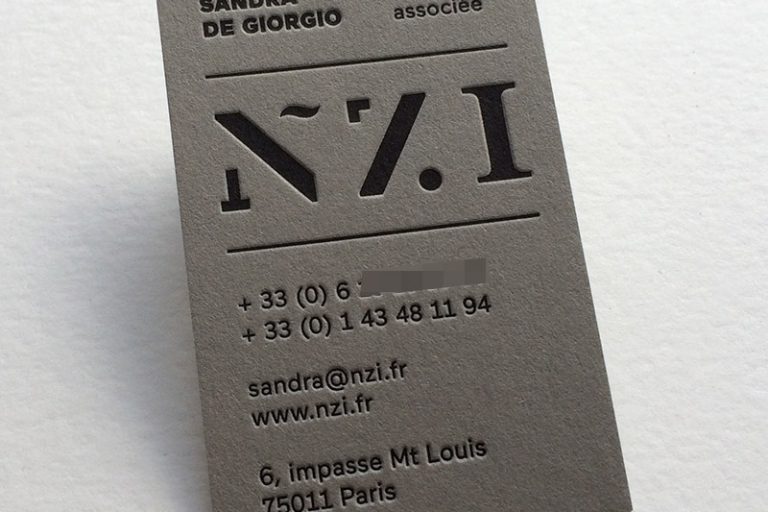 SANDRA
DE GIORGIO
associée
NZI
+ 33 (0) 6
+ 33 (0) 1 43 48 11 94
sandra@nzi.fr
www.nzi.fr
6, impasse Mt Louis
75011 Paris